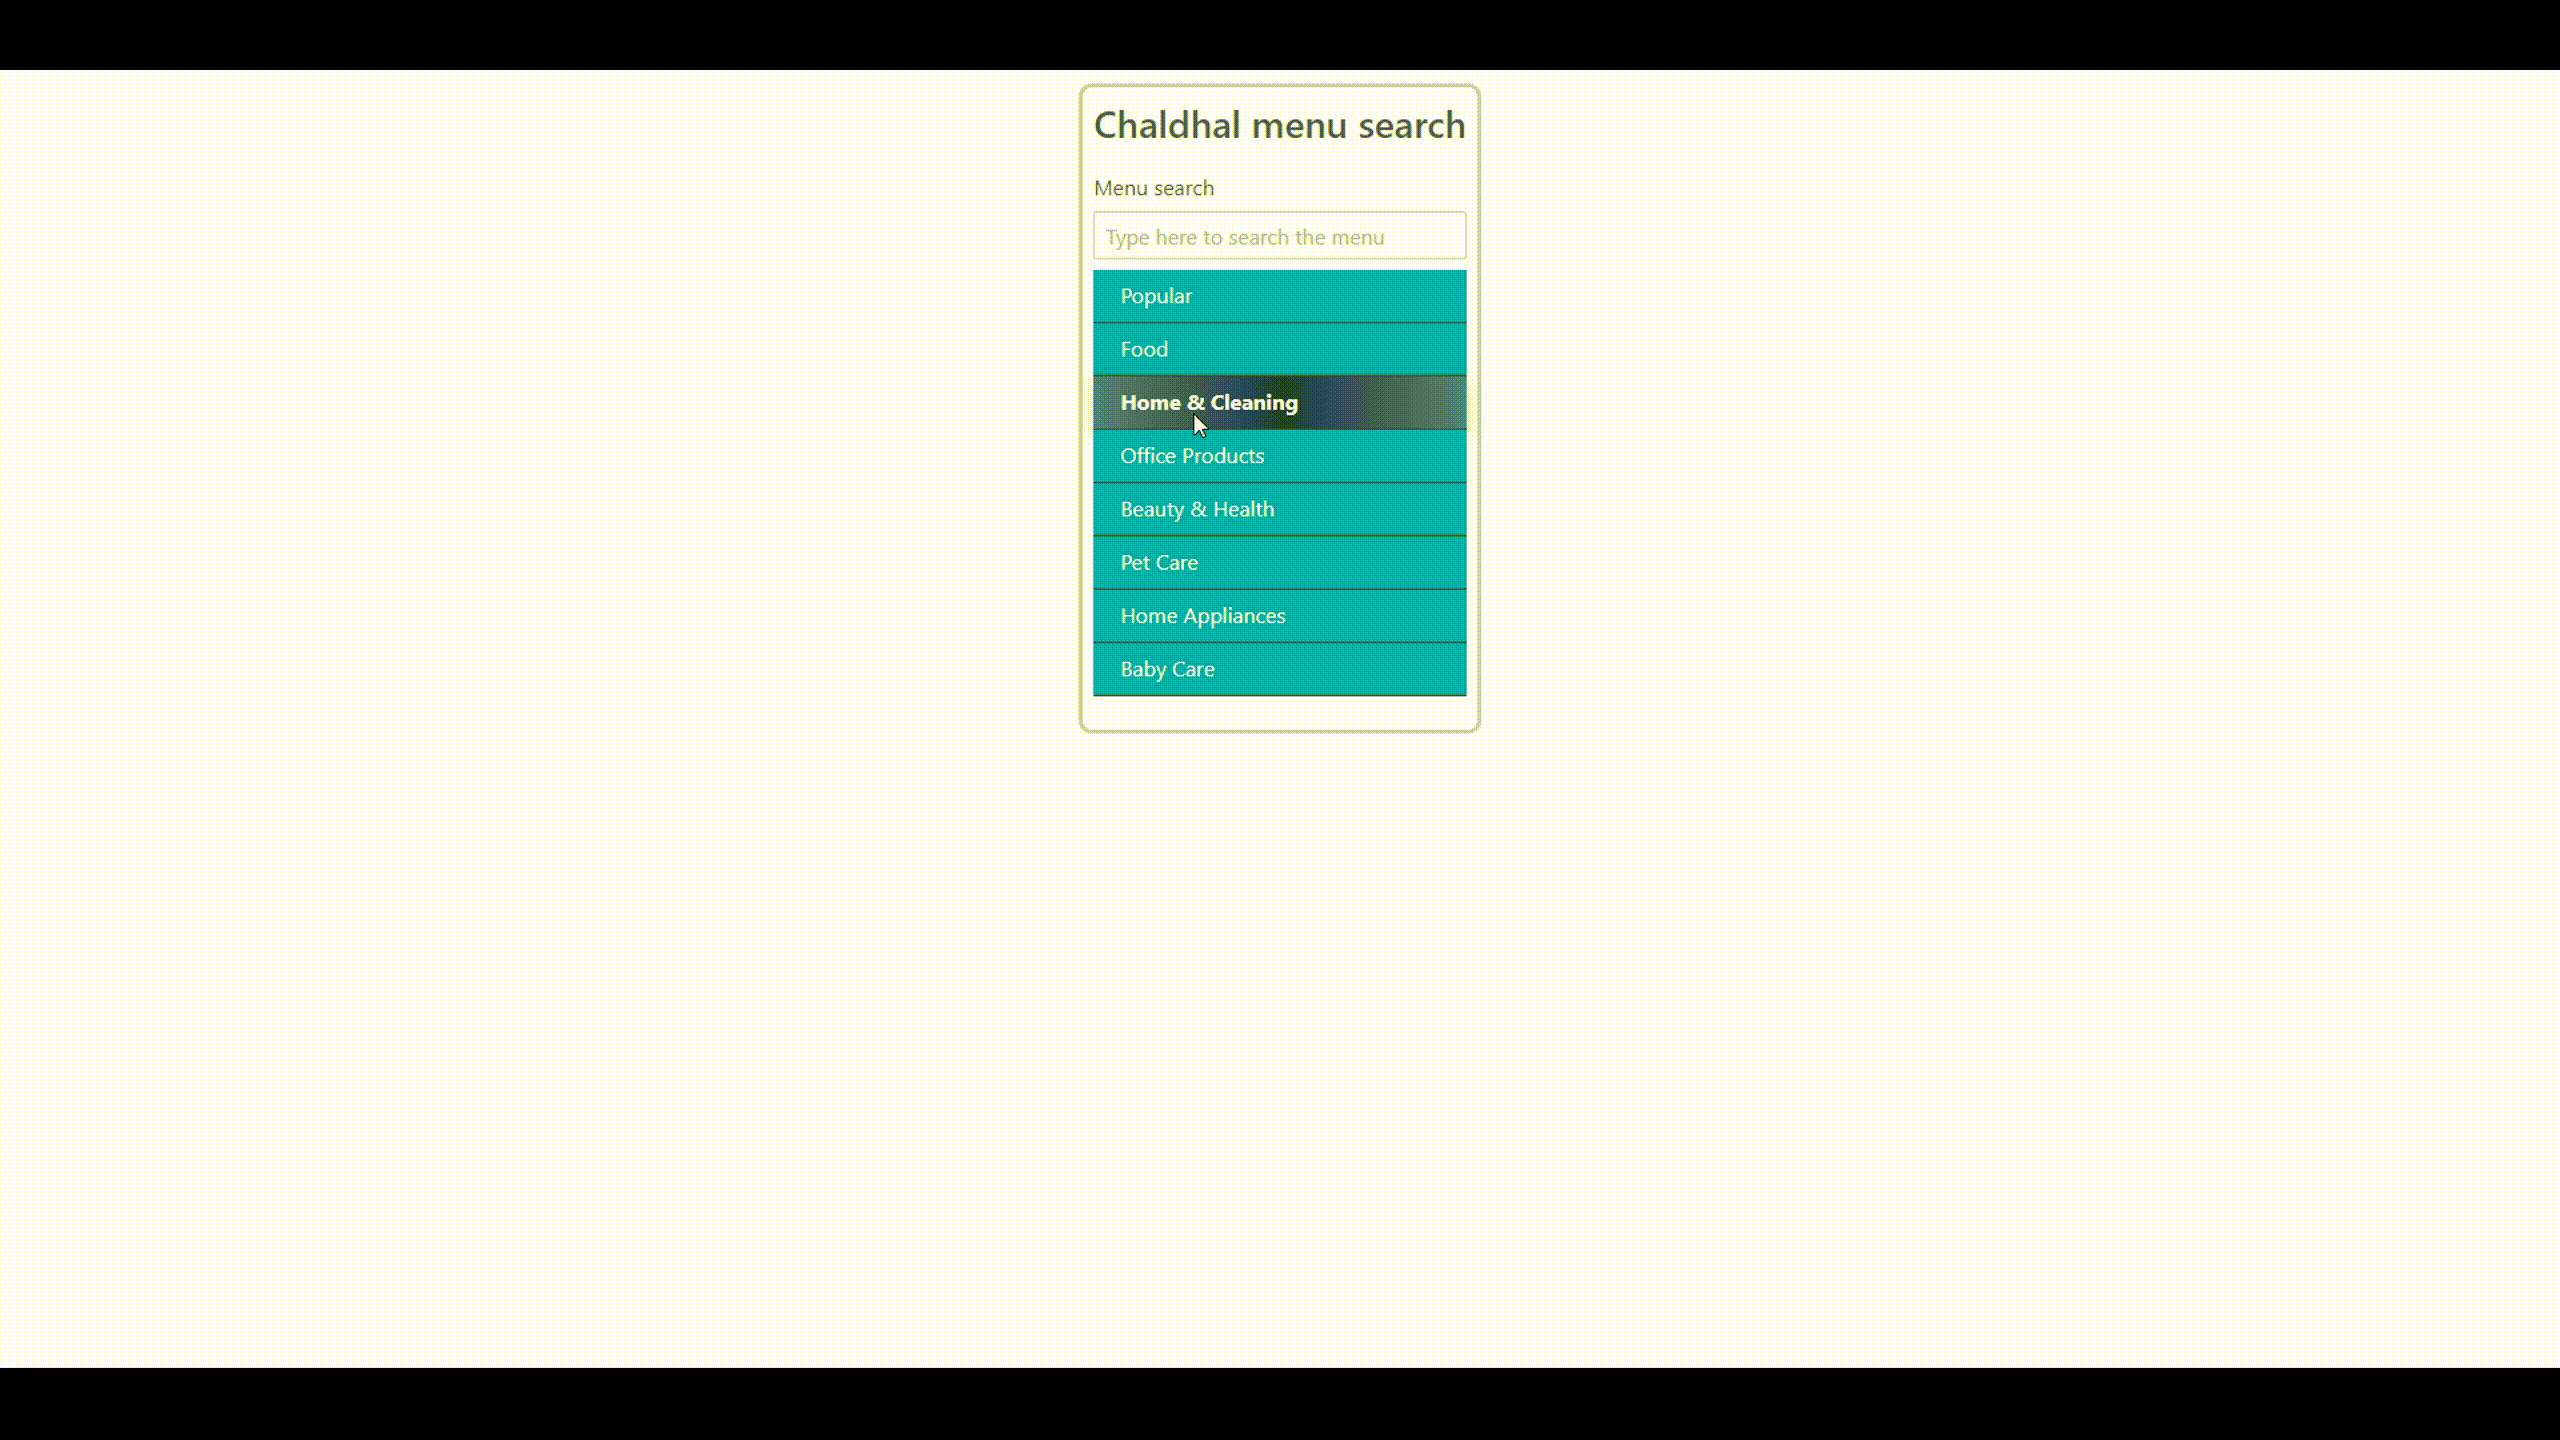 Chaldhal menu search
Menu search
Type here to search the menu
Popular
Food
Home & Cleaning
Office Products
Beauty & Health
Pet Care
Home Appliances
Baby Care